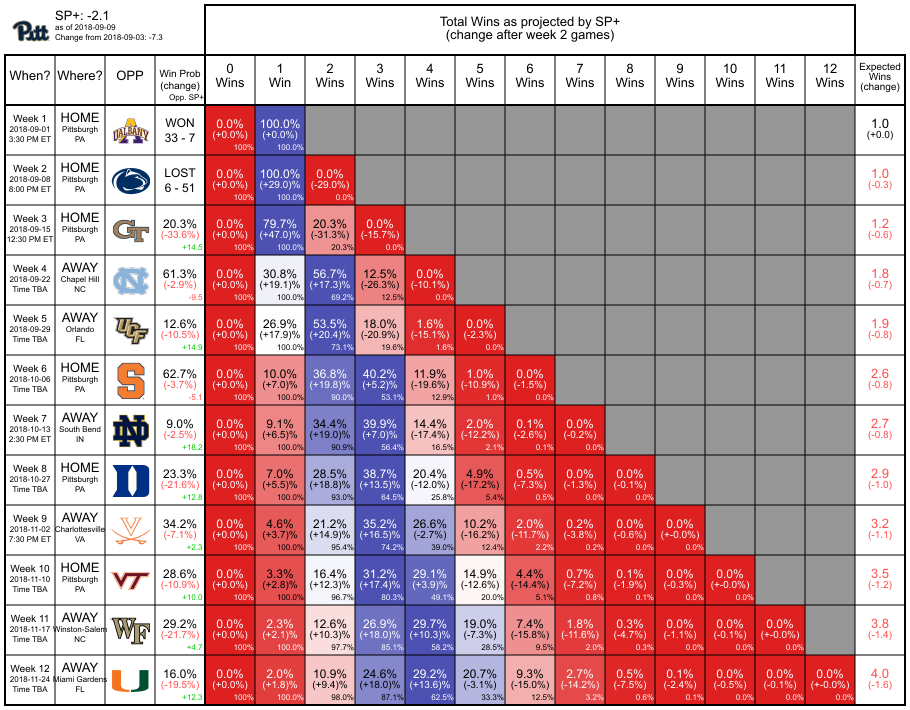 Pitt
SP+: -2.1
as of 2018-09-09
Change from 2018-09-03: -7.3
Total Wins as projected by SP+
(change after week 2 games)
When? Where? OPP Win Prob (change) Opp. SP+ 0 Wins 1 Win 2 Wins 3 Wins 4 Wins 5 Wins 6 Wins 7 Wins 8 Wins 9 Wins 10 Wins 11 Wins 12 Wins Expected Wins (change)
Week 1 HOME ALBANY WON 0.0% 100.0% 1.0
2018-09-01 Pittsburgh 33 - 7 (+0.0%) (+0.0%) (+0.0)
3:30 PM ET PA 100% 100.0%
Week 2 HOME LOST 0.0% 100.0% 0.0% 1.0
2018-09-08 Pittsburgh 6 - 51 (+0.0%) (+29.0)% (-29.0%) (-0.3)
8:00 PM ET PA 100% 100.0% 0.0%
Week 3 HOME GT 20.3% 0.0% 79.7% 20.3% 0.0% 1.2
2018-09-15 Pittsburgh (-33.6%) (+0.0%) (+47.0)% (-31.3%) (-15.7%) (-0.6)
12:30 PM ET PA +14.5 100% 100.0% 20.3% 0.0%
Week 4 AWAY NC 61.3% 0.0% 30.8% 56.7% 12.5% 0.0% 1.8
2018-09-22 Chapel Hill (-2.9%) (+0.0%) (+19.1)% (+17.3)% (-26.3%) (-10.1%) (-0.7)
Time TBA NC -9.5 100% 100.0% 69.2% 12.5% 0.0%
Week 5 AWAY UCF 12.6% 0.0% 26.9% 53.5% 18.0% 1.6% 0.0% 1.9
2018-09-29 Orlando (-10.5%) (+0.0%) (+17.9)% (+20.4)% (-20.9%) (-15.1%) (-2.3%) (-0.8)
Time TBA FL +14.9 100% 100.0% 73.1% 19.6% 1.6% 0.0%
Week 6 HOME S 62.7% 0.0% 10.0% 36.8% 40.2% 11.9% 1.0% 0.0% 2.6
2018-10-06 Pittsburgh (-3.7%) (+0.0%) (+7.0)% (+19.8)% (+5.2)% (-19.6%) (-10.9%) (-1.5%) (-0.8)
Time TBA PA -5.1 100% 100.0% 90.0% 53.1% 12.9% 1.0% 0.0%
Week 7 AWAY ND 9.0% 0.0% 9.1% 34.4% 39.9% 14.4% 2.0% 0.1% 0.0% 2.7
2018-10-13 South Bend (-2.5%) (+0.0%) (+6.5)% (+19.0)% (+7.0)% (-17.4%) (-12.2%) (-2.6%) (-0.2%) (-0.8)
2:30 PM ET IN +18.2 100% 100.0% 90.9% 56.4% 16.5% 2.1% 0.1% 0.0%
Week 8 HOME D 23.3% 0.0% 7.0% 28.5% 38.7% 20.4% 4.9% 0.5% 0.0% 0.0% 2.9
2018-10-27 Pittsburgh (-21.6%) (+0.0%) (+5.5)% (+18.8)% (+13.5)% (-12.0%) (-17.2%) (-7.3%) (-1.3%) (-0.1%) (-1.0)
Time TBA PA +12.8 100% 100.0% 93.0% 64.5% 25.8% 5.4% 0.5% 0.0% 0.0%
Week 9 AWAY V 34.2% 0.0% 4.6% 21.2% 35.2% 26.6% 10.2% 2.0% 0.2% 0.0% 0.0% 3.2
2018-11-02 Charlottesville (-7.1%) (+0.0%) (+3.7)% (+14.9)% (+16.5)% (-2.7%) (-16.2%) (-11.7%) (-3.8%) (-0.6%) (+-0.0%) (-1.1)
7:30 PM ET VA +2.3 100% 100.0% 95.4% 74.2% 39.0% 12.4% 2.2% 0.2% 0.0% 0.0%
Week 10 HOME VT 28.6% 0.0% 3.3% 16.4% 31.2% 29.1% 14.9% 4.4% 0.7% 0.1% 0.0% 0.0% 3.5
2018-11-10 Pittsburgh (-10.9%) (+0.0%) (+2.8)% (+12.3)% (+17.4)% (+3.9)% (-12.6%) (-14.4%) (-7.2%) (-1.9%) (-0.3%) (+-0.0%) (-1.2)
Time TBA PA +10.0 100% 100.0% 96.7% 80.3% 49.1% 20.0% 5.1% 0.8% 0.1% 0.0% 0.0%
Week 11 AWAY WF 29.2% 0.0% 2.3% 12.6% 26.9% 29.7% 19.0% 7.4% 1.8% 0.3% 0.0% 0.0% 0.0% 3.8
2018-11-17 Winston-Salem (-21.7%) (+0.0%) (+2.1)% (+10.3)% (+18.0)% (+10.3)% (-7.3%) (-15.8%) (-11.6%) (-4.7%) (-1.1%) (-0.1%) (+-0.0%) (-1.4)
Time TBA NC +4.7 100% 100.0% 97.7% 85.1% 58.2% 28.5% 9.5% 2.0% 0.3% 0.0% 0.0% 0.0%
Week 12 AWAY U 16.0% 0.0% 2.0% 10.9% 24.6% 29.2% 20.7% 9.3% 2.7% 0.5% 0.1% 0.0% 0.0% 0.0% 4.0
2018-11-24 Miami Gardens (-19.5%) (+0.0%) (+1.8)% (+9.4)% (+18.0)% (+13.6)% (-3.1%) (-15.0%) (-14.2%) (-7.5%) (-2.4%) (-0.5%) (-0.1%) (+-0.0%) (-1.6)
Time TBA FL +12.3 100% 100.0% 98.0% 87.1% 62.5% 33.3% 12.5% 3.2% 0.6% 0.1% 0.0% 0.0% 0.0%